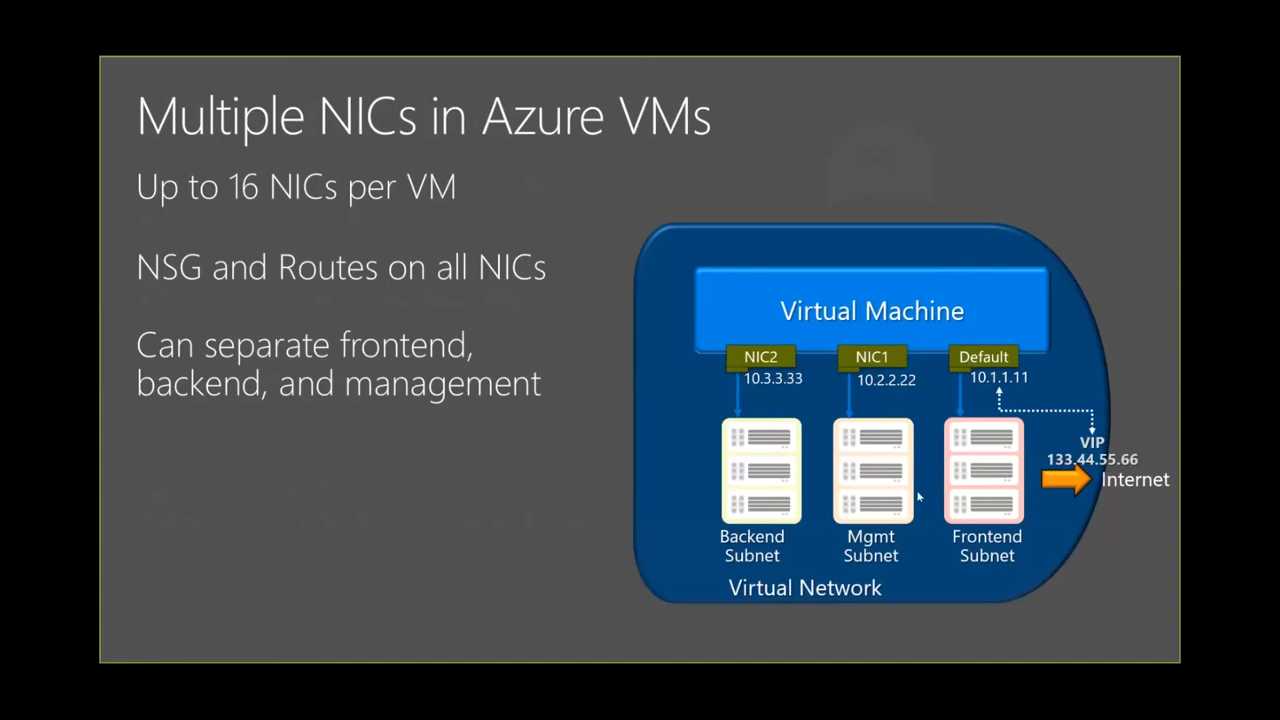 Multiple NICs in Azure VMs
Up to 16 NICs per VM
NSG and Routes on all NICs
Can separate frontend,
backend, and management
Virtual Machine
NIC2
NIC1
Default
10.3.3.33
10.2.2.22
10.1.1.11
VIP
133.44.55.66
Internet
Backend
Subnet
Mgmt
Subnet
Frontend
Subnet
Virtual Network